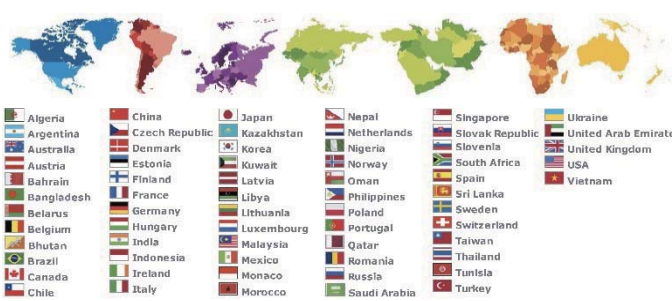 Algeria
Argentina
Australia
Austria
Bahrain
Bangladesh
Belarus
Belgium
Bhutan
Brazil
Canada
Chile
China
Czech Republic
Denmark
Estonia
Finland
France
Germany
Hungary
India
Indonesia
Ireland
Italy
Japan
Kazakhstan
Korea
Kuwait
Latvia
Libya
Lithuania
Luxembourg
Malaysia
Mexico
Monaco
Morocco
Nepal
Netherlands
Nigeria
Norway
Oman
Philippines
Poland
Portugal
Qatar
Romania
Russia
Saudi Arabia
Singapore
Slovak Republic
Slovenia
South Africa
Spain
Sri Lanka
Sweden
Switzerland
Taiwan
Thailand
Tunisia
Turkey
Ukraine
United Arab Emirate
United Kingdom
USA
Vietnam